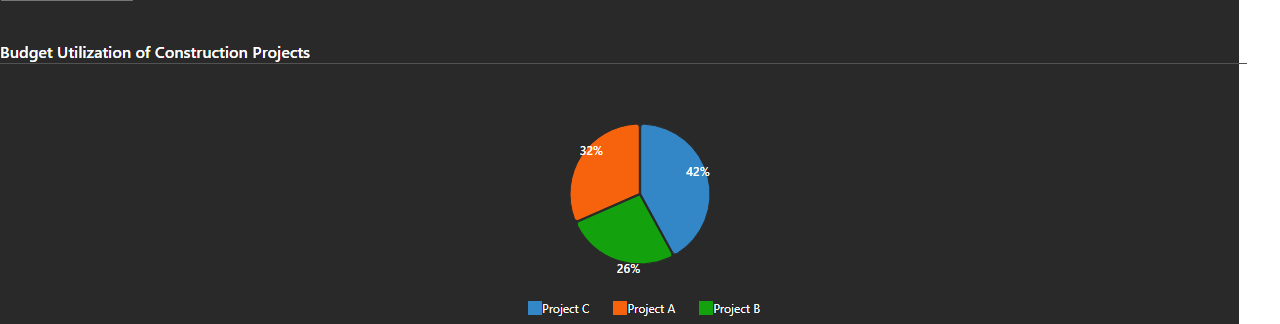 Budget Utilization of Construction Projects
32%
42%
26%
Project C
Project A
Project B